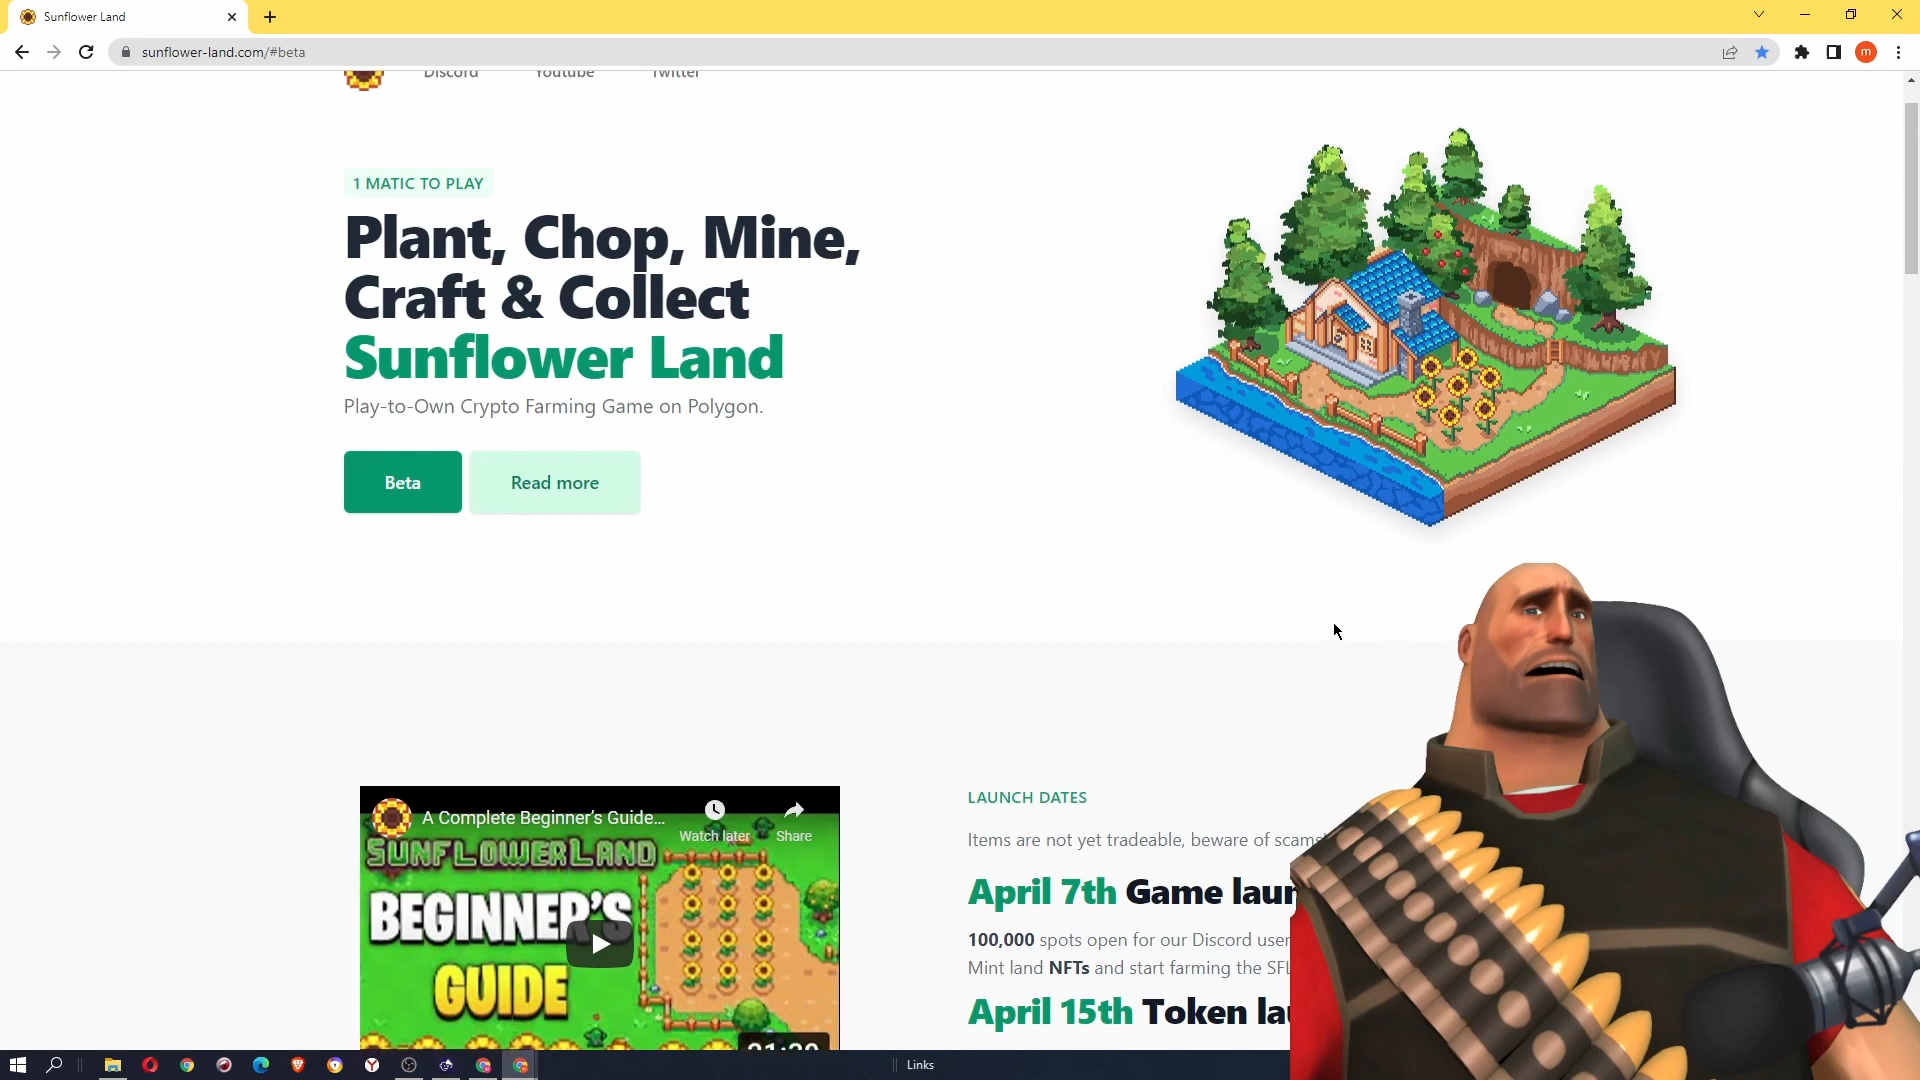 Sunflower Land
sunflower-land.com/#beta
m
Discord
Youtube
Twitter
1 MATIC TO PLAY
Plant, Chop, Mine,
Craft & Collect
Sunflower Land
Play-to-Own Crypto Farming Game on Polygon.
Beta
Read more
A Complete Beginner's Guide...
Watch later
Share
SUNFLOWERLAND
BEGINNER'S
GUIDE
LAUNCH DATES
Items are not yet tradeable, beware of scams
April 7th Game laun
100,000 spots open for our Discord user
Mint land NFTs and start farming the SFL
April 15th Token lau
Links